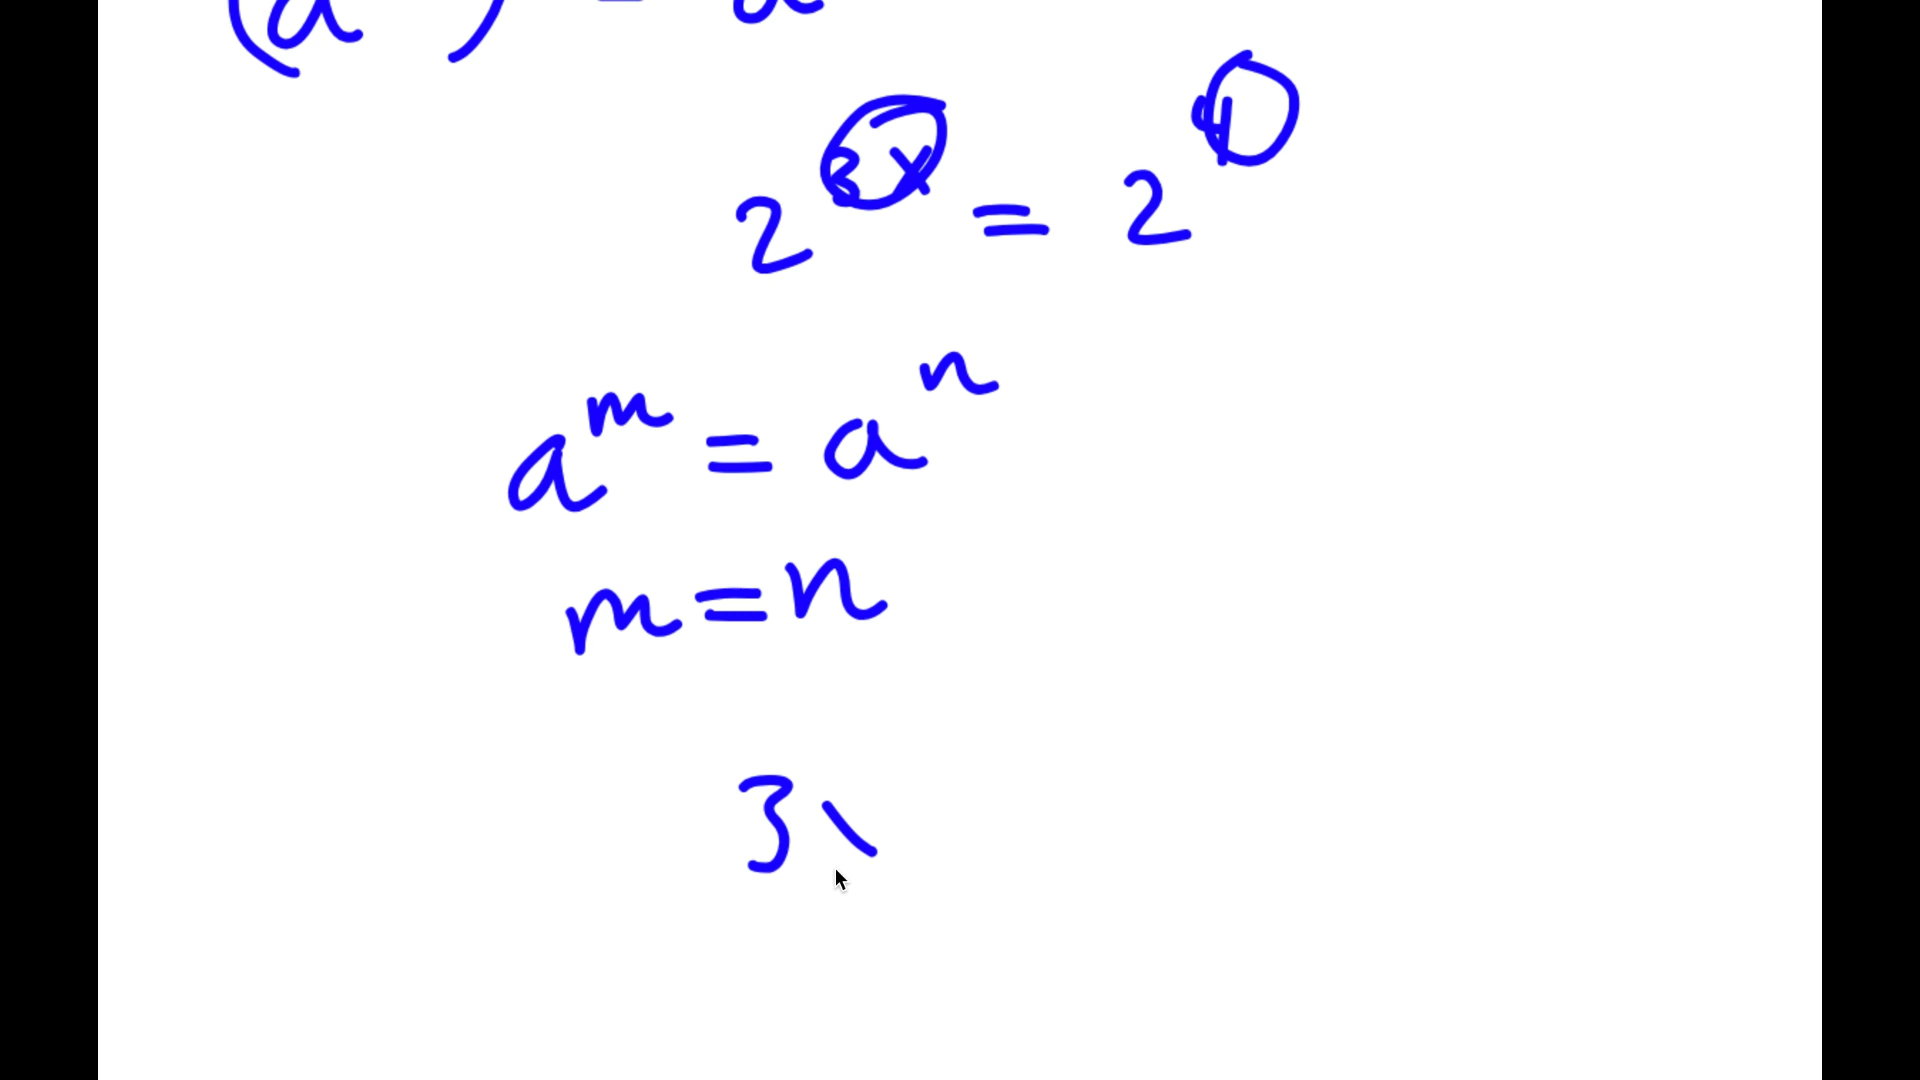 (a ) = a
2^3x = 2^4
a^m = a^n
m = n
3